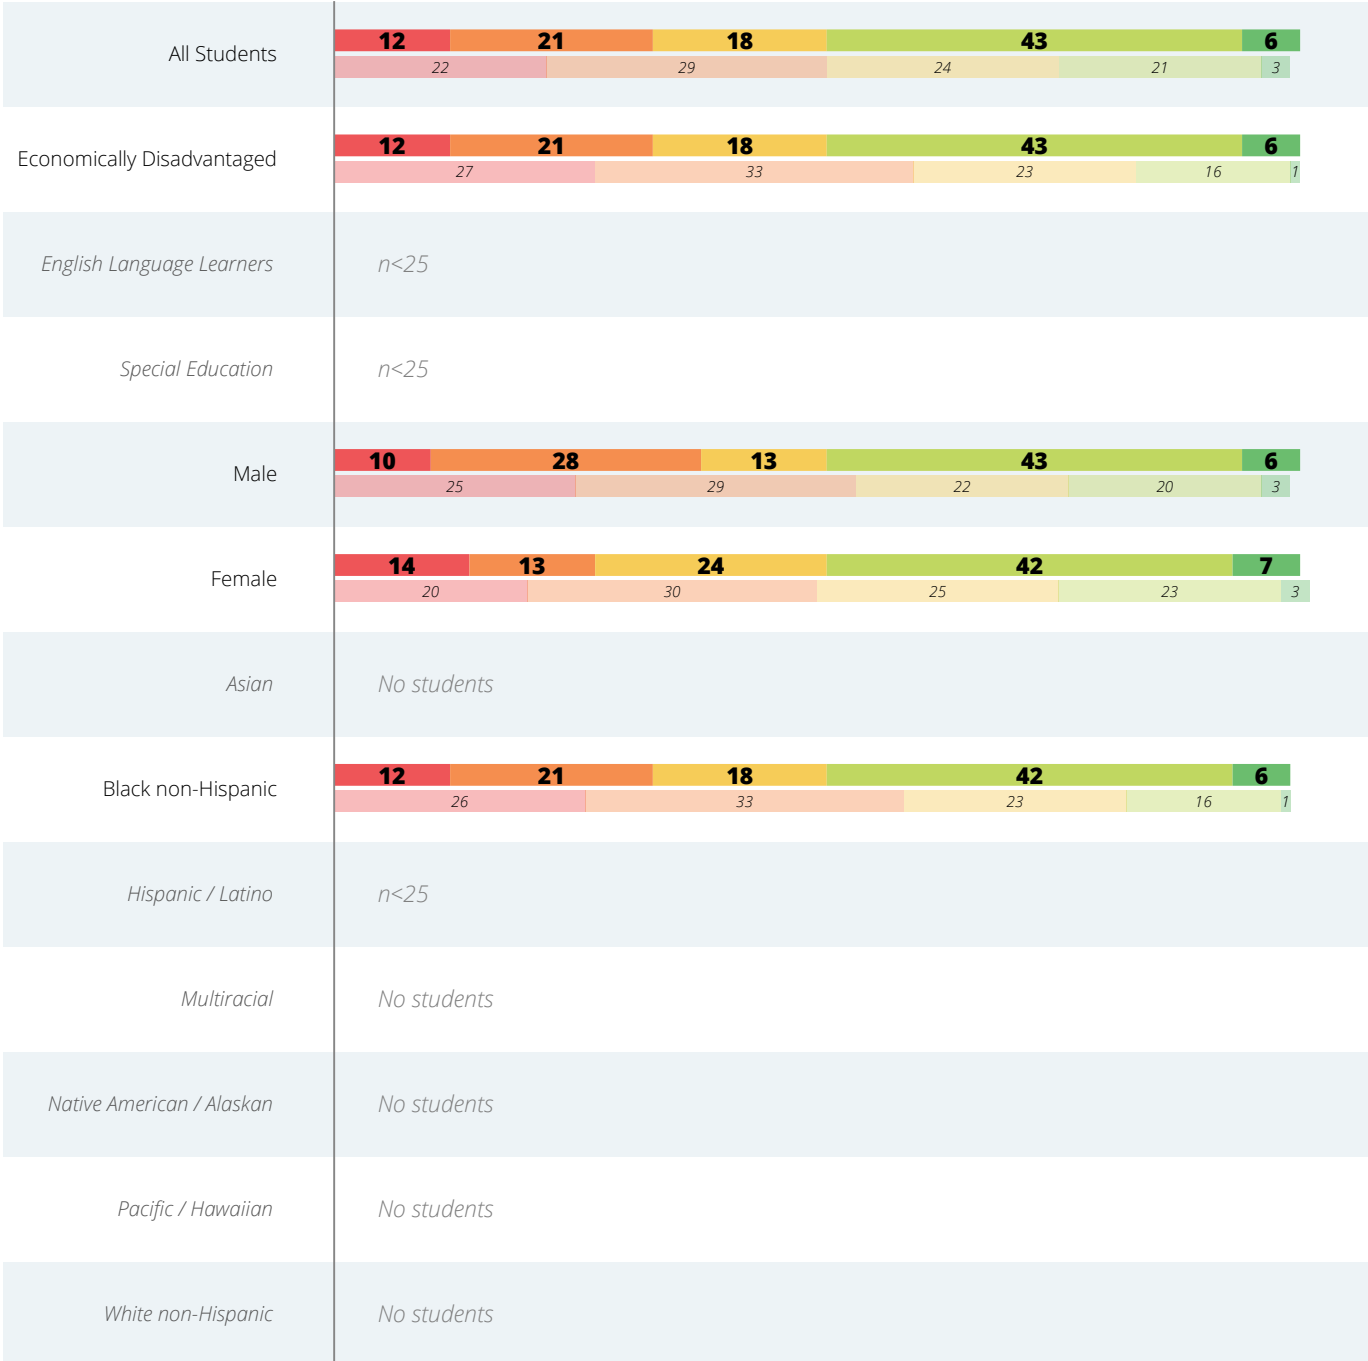 All Students
12 21 18 43 6
22 29 24 21 3
Economically Disadvantaged
12 21 18 43 6
27 33 23 16 1
English Language Learners n<25
Special Education n<25
Male
10 28 13 43 6
25 29 22 20 3
Female
14 13 24 42 7
20 30 25 23 3
Asian No students
Black non-Hispanic
12 21 18 42 6
26 33 23 16 1
Hispanic / Latino n<25
Multiracial No students
Native American / Alaskan No students
Pacific / Hawaiian No students
White non-Hispanic No students